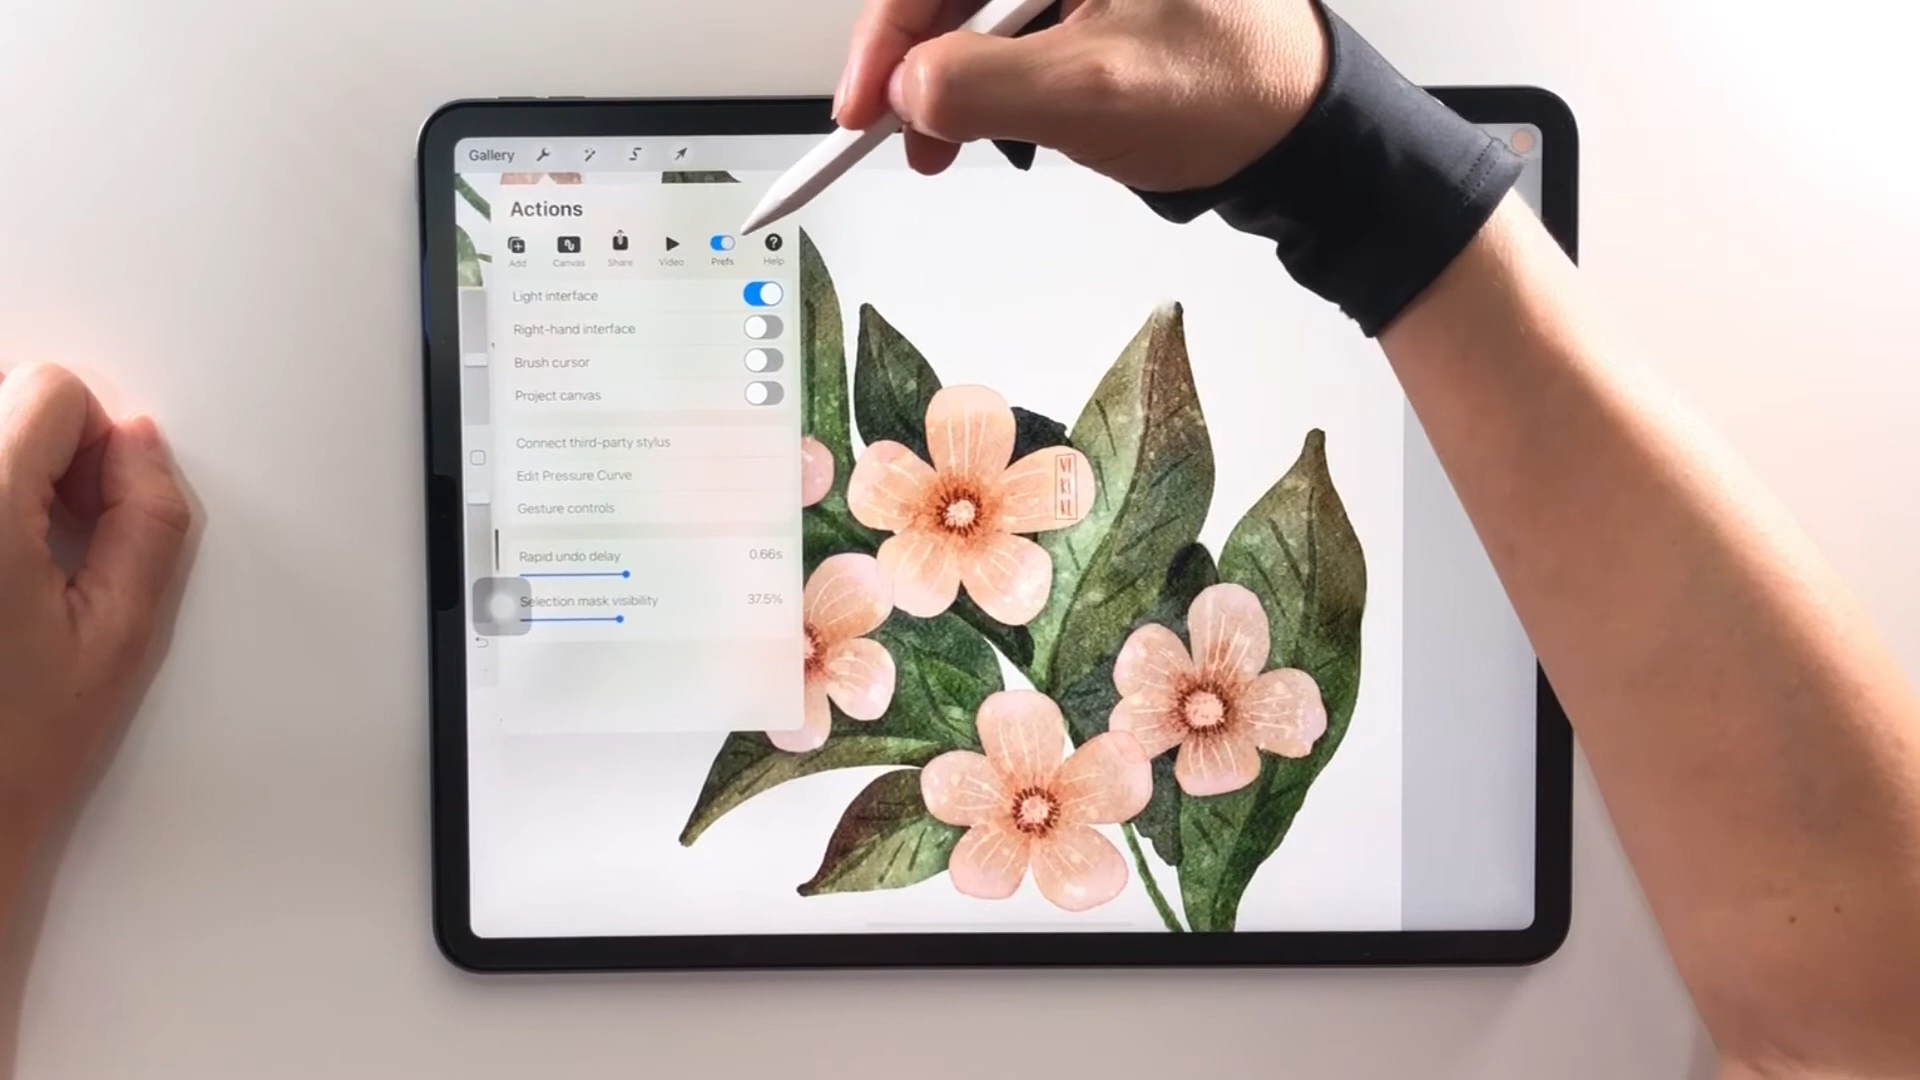 Gallery
Actions
Add Canvas Share Video Prefs Help
Light interface
Right-hand interface
Brush cursor
Project canvas
Connect third-party stylus
Edit Pressure Curve
Gesture controls
Rapid undo delay 0.66s
Selection mask visibility 37.5%